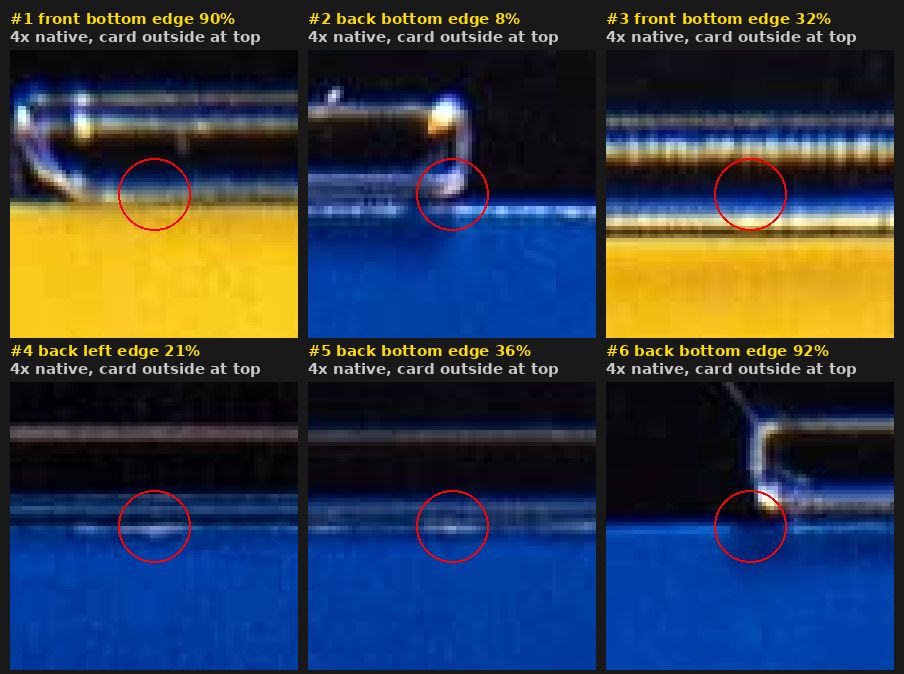 #1 front bottom edge 90%
4x native, card outside at top
#2 back bottom edge 8%
4x native, card outside at top
#3 front bottom edge 32%
4x native, card outside at top
#4 back left edge 21%
4x native, card outside at top
#5 back bottom edge 36%
4x native, card outside at top
#6 back bottom edge 92%
4x native, card outside at top